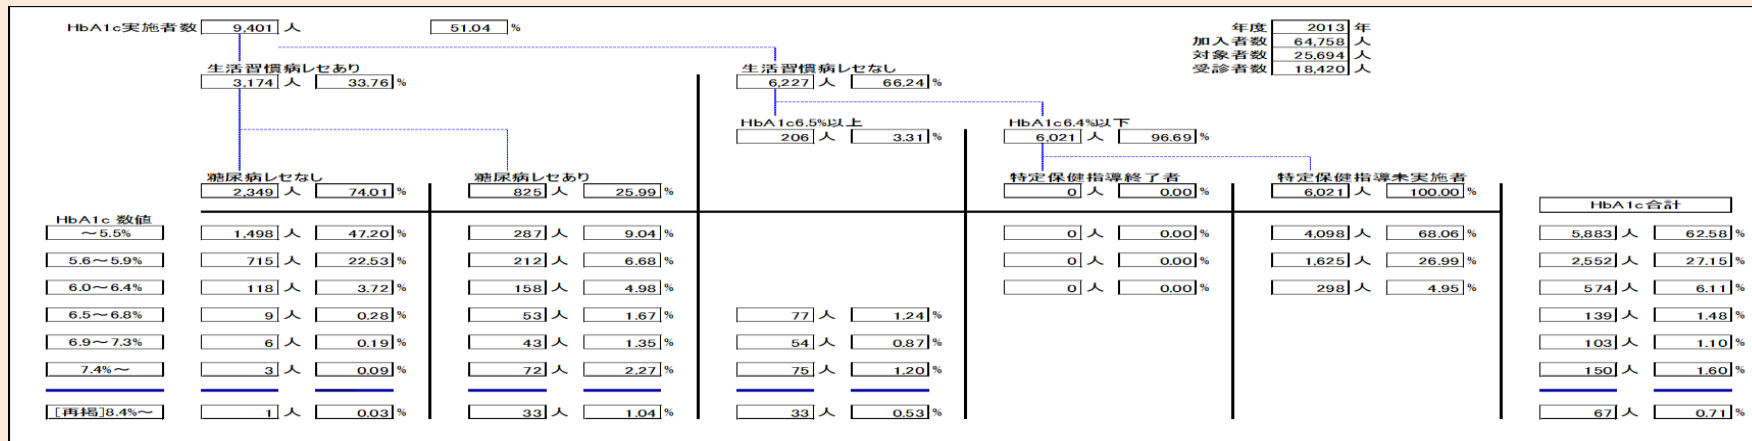 HbA1c実施者数 9,401 人 51.04 % 年度 2013 年
加入者数 64,758 人
対象者数 25,694 人
受診者数 18,420 人
生活習慣病レセあり 生活習慣病レセなし
3,174 人 33.76 % 6,227 人 66.24 %
HbA1c6.5%以上 HbA1c6.4%以下
206 人 3.31 % 6,021 人 96.69 %
糖尿病レセなし 糖尿病レセあり 特定保健指導終了者 特定保健指導未実施者
2,349 人 74.01 % 825 人 25.99 % 0 人 0.00 % 6,021 人 100.00 %
HbA1c 数値 HbA1c合計
～5.5% 1,498 人 47.20 % 287 人 9.04 % 0 人 0.00 % 4,098 人 68.06 % 5,883 人 62.58 %
5.6～5.9% 715 人 22.53 % 212 人 6.68 % 0 人 0.00 % 1,625 人 26.99 % 2,552 人 27.15 %
6.0～6.4% 118 人 3.72 % 158 人 4.98 % 0 人 0.00 % 298 人 4.95 % 574 人 6.11 %
6.5～6.8% 9 人 0.28 % 53 人 1.67 % 77 人 1.24 % 139 人 1.48 %
6.9～7.3% 6 人 0.19 % 43 人 1.35 % 54 人 0.87 % 103 人 1.10 %
7.4%～ 3 人 0.09 % 72 人 2.27 % 75 人 1.20 % 150 人 1.60 %
[再掲]8.4%～ 1 人 0.03 % 33 人 1.04 % 33 人 0.53 % 67 人 0.71 %